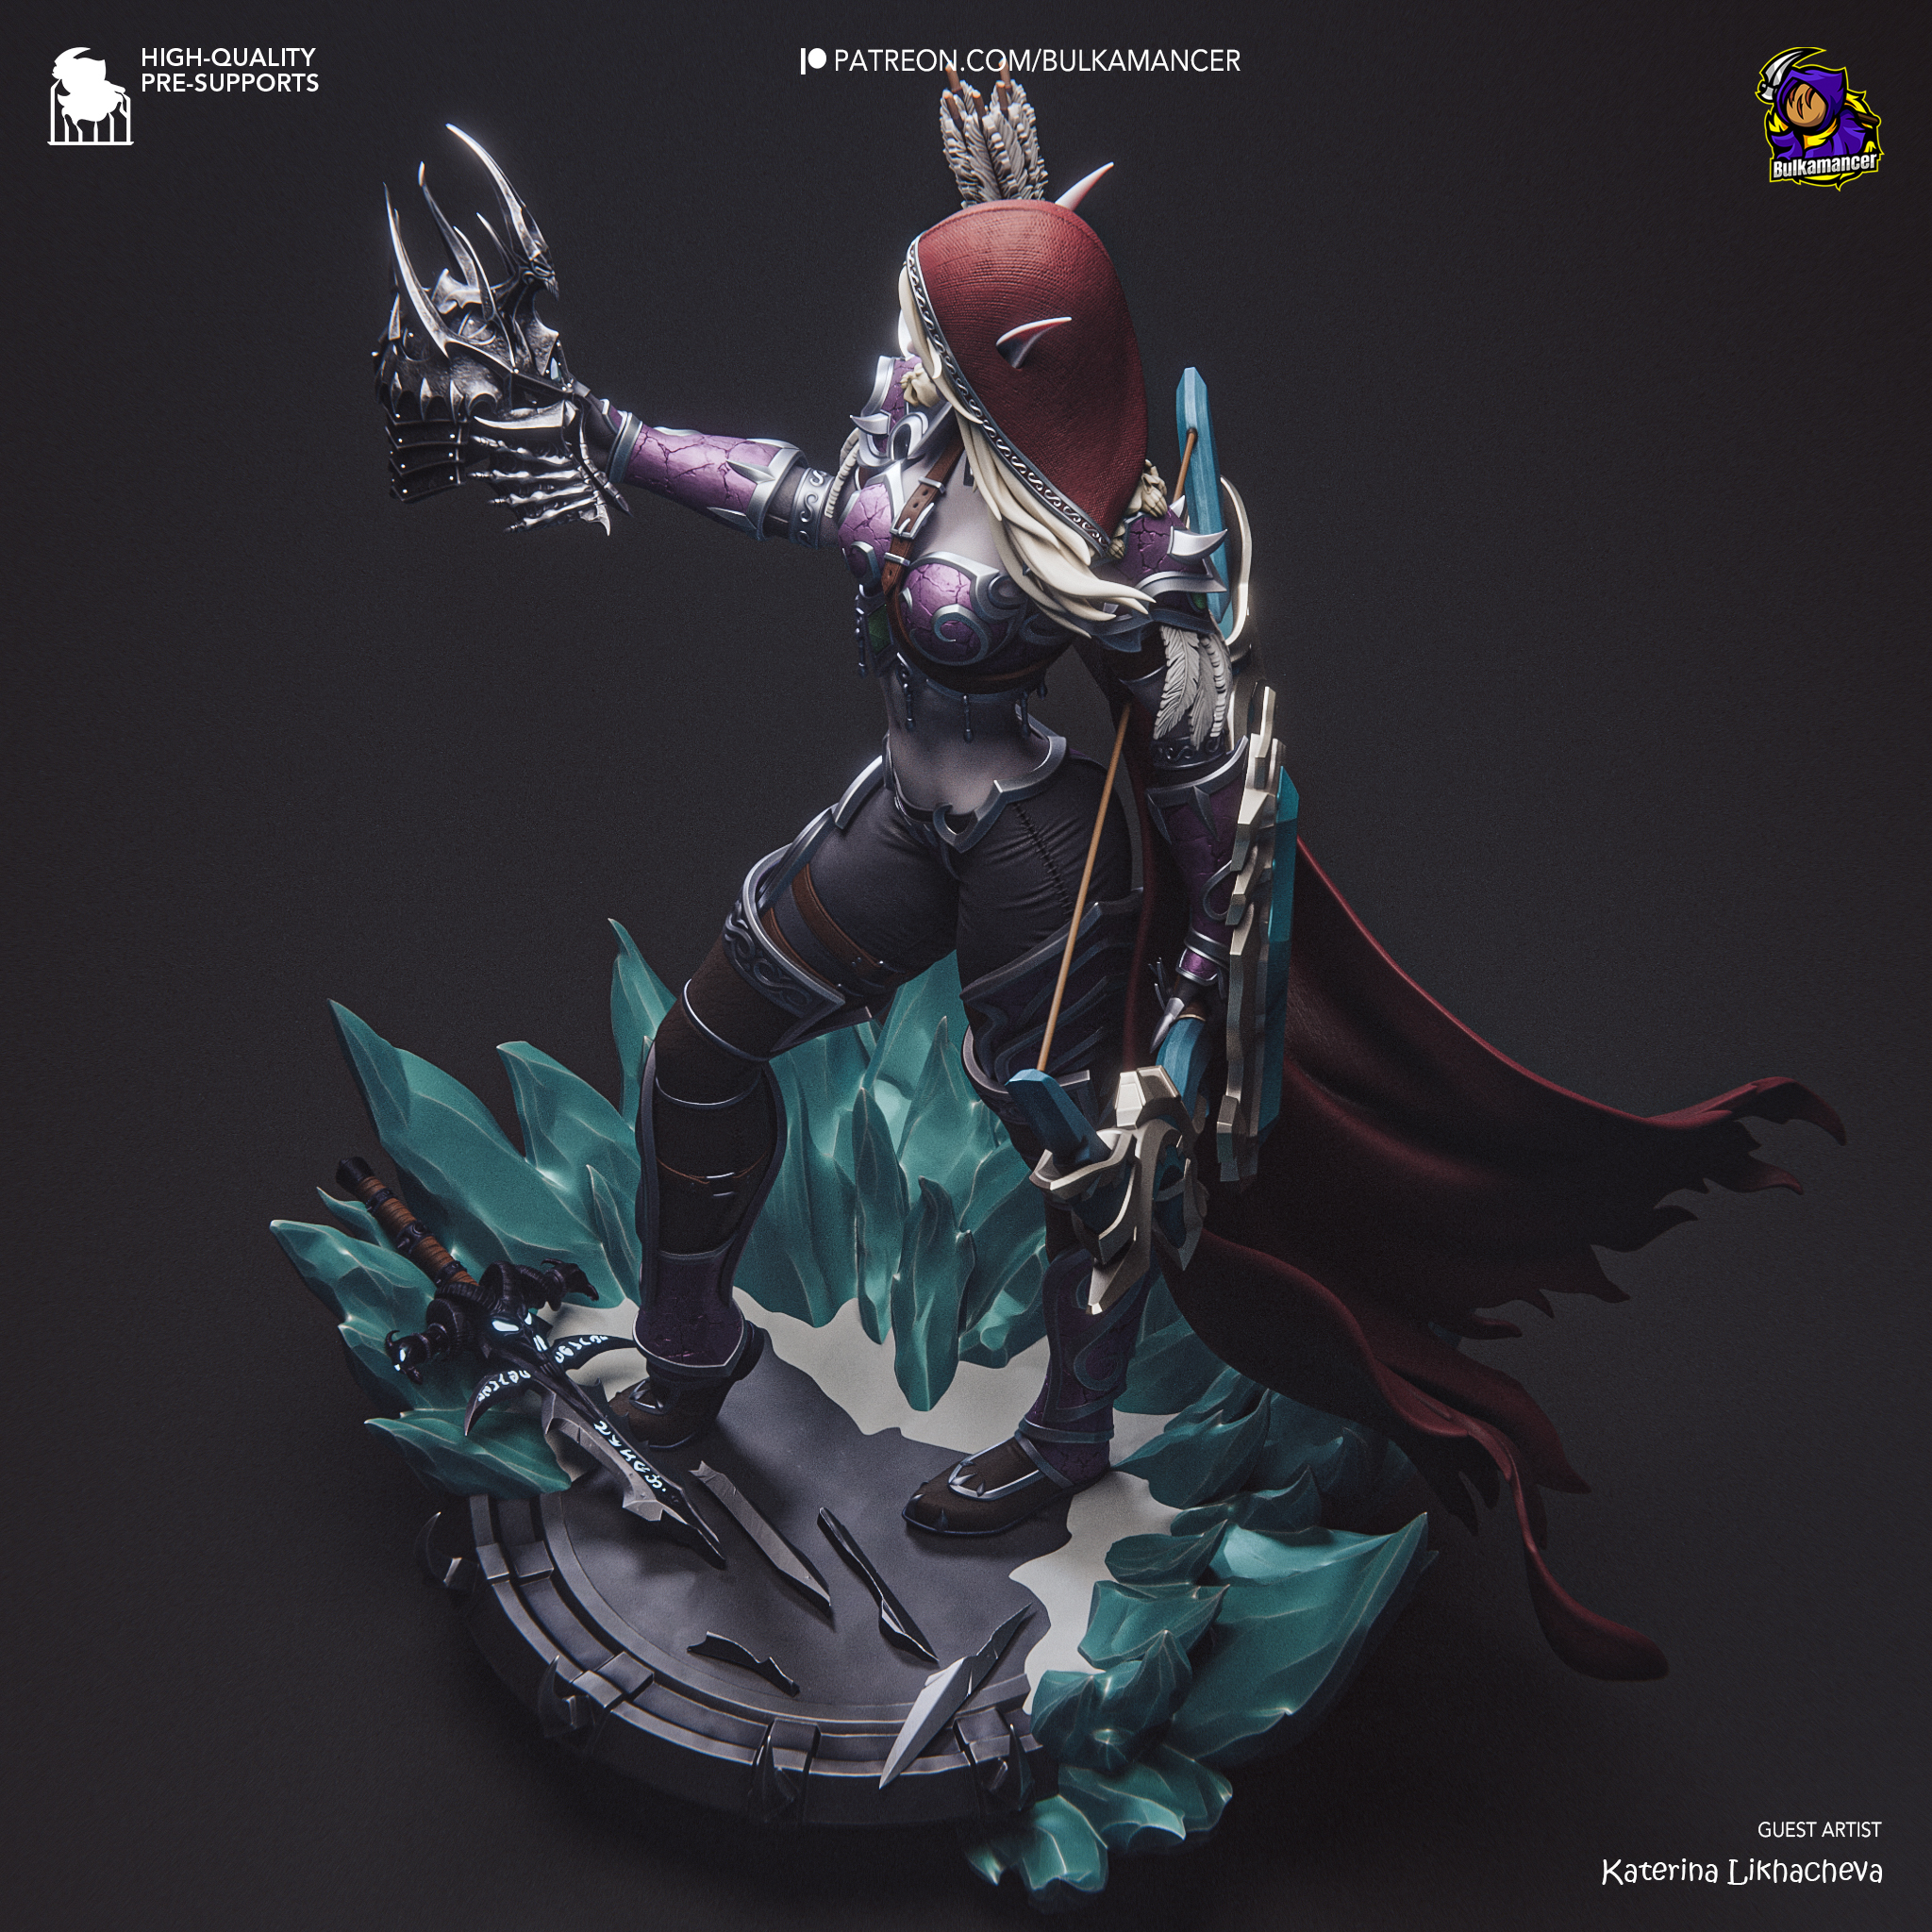 HIGH-QUALITY
PRE-SUPPORTS
PATREON.COM/BULKAMANCER
Bulkamancer
GUEST ARTIST
Katerina Likhacheva